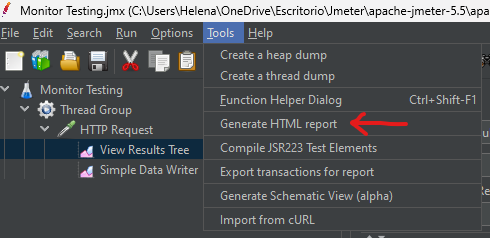 Monitor Testing.jmx (C:\Users\Helena\OneDrive\Escritorio\Jmeter\apache-jmeter-5.5\apa
File Edit Search Run Options Tools Help
Monitor Testing
Thread Group
HTTP Request
View Results Tree
Simple Data Writer
Create a heap dump
Create a thread dump
Function Helper Dialog Ctrl+Shift-F1
Generate HTML report
Compile JSR223 Test Elements
Export transactions for report
Generate Schematic View (alpha)
Import from cURL